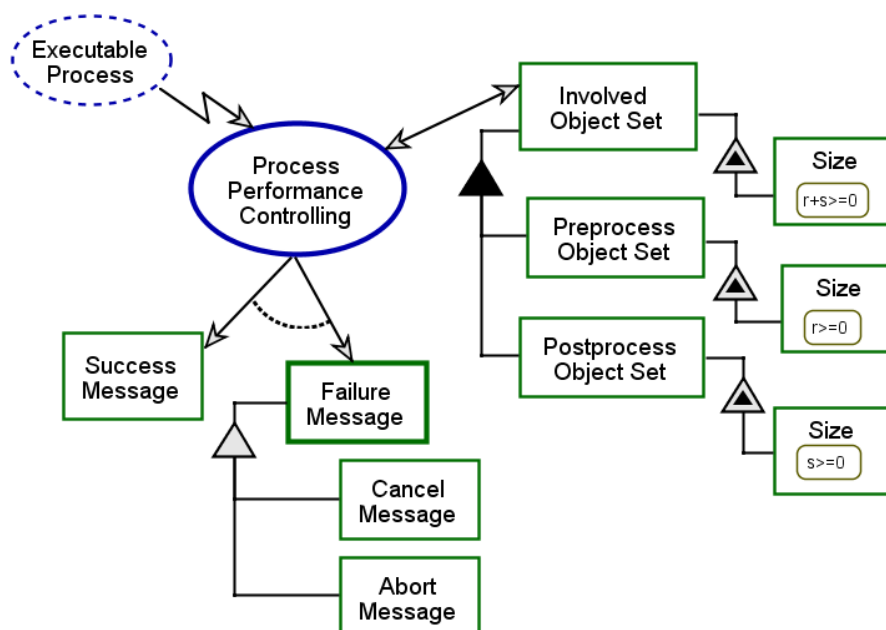 Executable
Process
Process
Performance
Controlling
Involved
Object Set
Size
r+s>=0
Preprocess
Object Set
Size
r>=0
Postprocess
Object Set
Size
s>=0
Success
Message
Failure
Message
Cancel
Message
Abort
Message